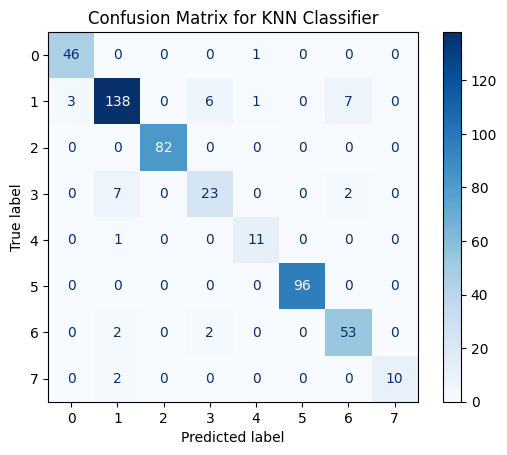 Confusion Matrix for KNN Classifier
0 46 0 0 0 1 0 0 0
1 3 138 0 6 1 0 7 0
2 0 0 82 0 0 0 0 0
3 0 7 0 23 0 0 2 0
4 0 1 0 0 11 0 0 0
5 0 0 0 0 0 96 0 0
6 0 2 0 2 0 0 53 0
7 0 2 0 0 0 0 0 10
0 1 2 3 4 5 6 7
Predicted label
True label
120
100
80
60
40
20
0